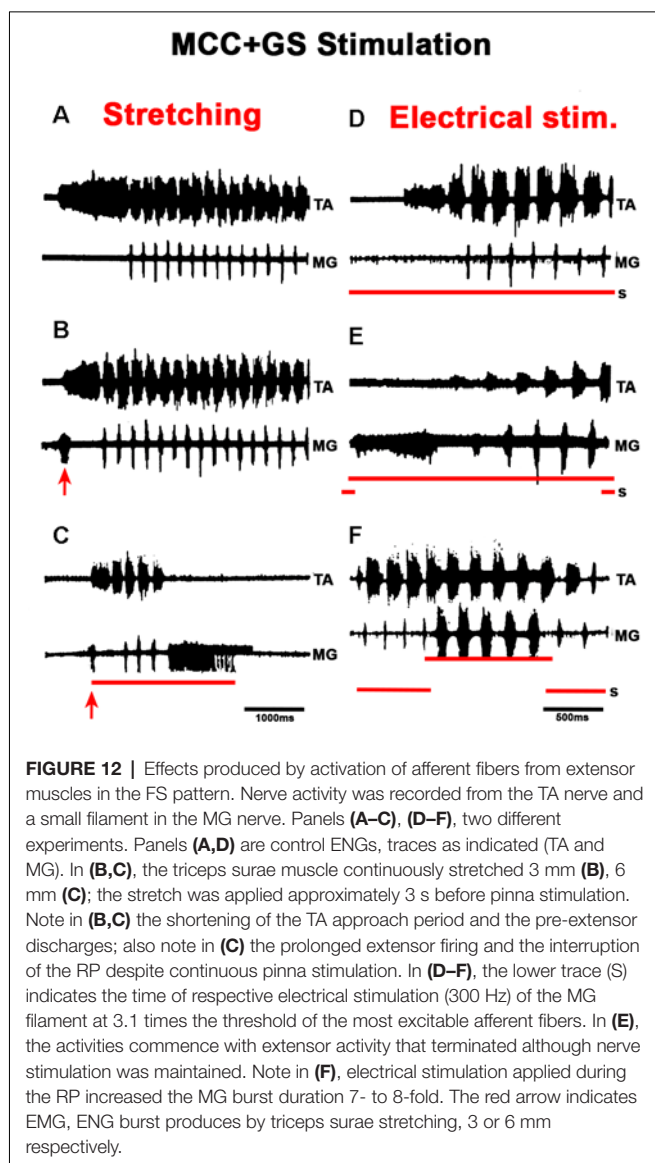 MCC+GS Stimulation
A Stretching
D Electrical stim.
TA
TA
MG
MG
S
B
E
TA
TA
MG
MG
S
C
F
TA
TA
MG
MG
S
1000ms
500ms
FIGURE 12 | Effects produced by activation of afferent fibers from extensor
muscles in the FS pattern. Nerve activity was recorded from the TA nerve and
a small filament in the MG nerve. Panels (A–C), (D–F), two different
experiments. Panels (A,D) are control ENGs, traces as indicated (TA and
MG). In (B,C), the triceps surae muscle continuously stretched 3 mm (B), 6
mm (C); the stretch was applied approximately 3 s before pinna stimulation.
Note in (B,C) the shortening of the TA approach period and the pre-extensor
discharges; also note in (C) the prolonged extensor firing and the interruption
of the RP despite continuous pinna stimulation. In (D–F), the lower trace (S)
indicates the time of respective electrical stimulation (300 Hz) of the MG
filament at 3.1 times the threshold of the most excitable afferent fibers. In (E),
the activities commence with extensor activity that terminated although nerve
stimulation was maintained. Note in (F), electrical stimulation applied during
the RP increased the MG burst duration 7- to 8-fold. The red arrow indicates
EMG, ENG burst produces by triceps surae stretching, 3 or 6 mm
respectively.